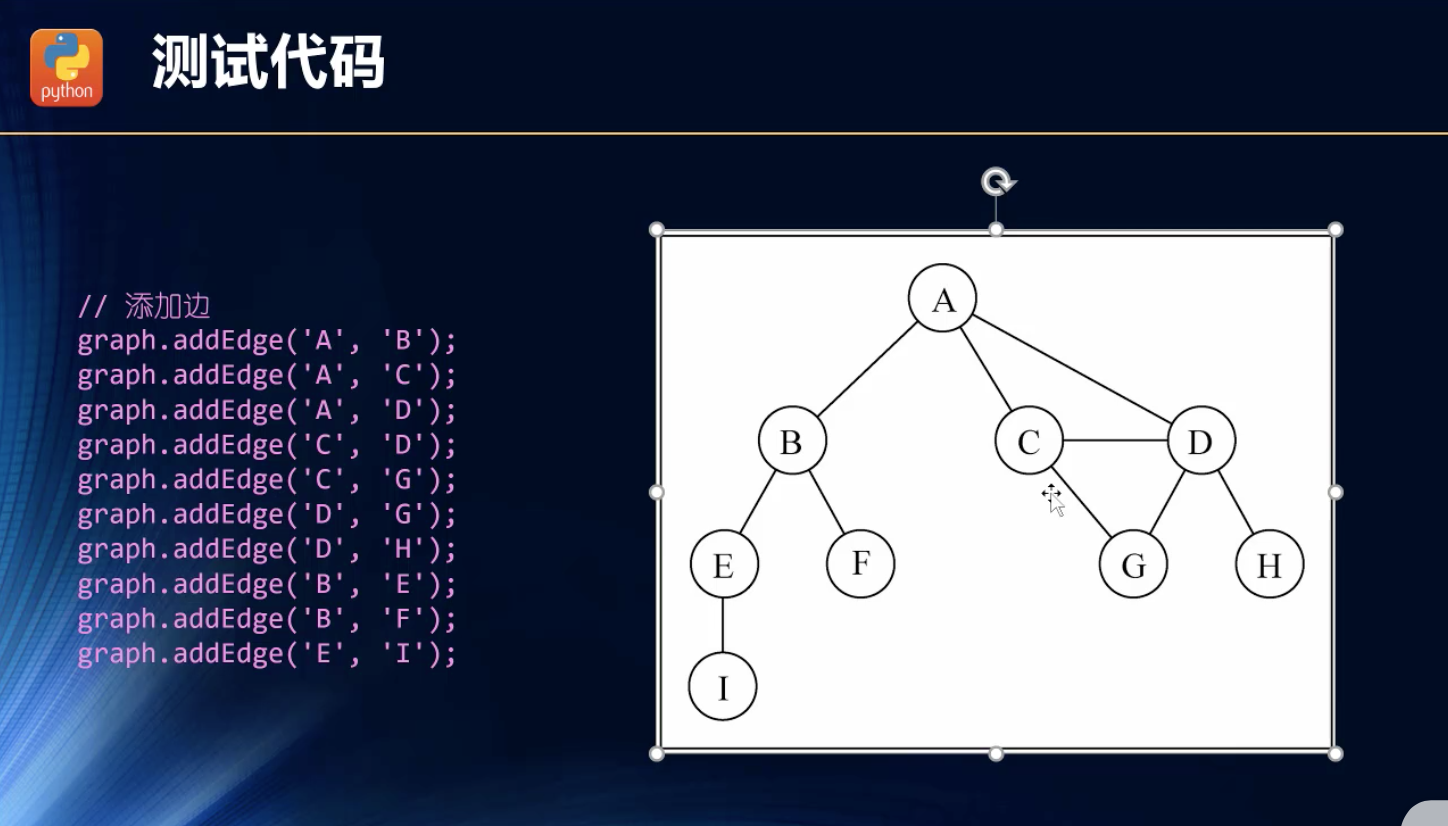 python
测试代码
// 添加边
graph.addEdge('A', 'B');
graph.addEdge('A', 'C');
graph.addEdge('A', 'D');
graph.addEdge('C', 'D');
graph.addEdge('C', 'G');
graph.addEdge('D', 'G');
graph.addEdge('D', 'H');
graph.addEdge('B', 'E');
graph.addEdge('B', 'F');
graph.addEdge('E', 'I');
A
B C D
E F G H
I